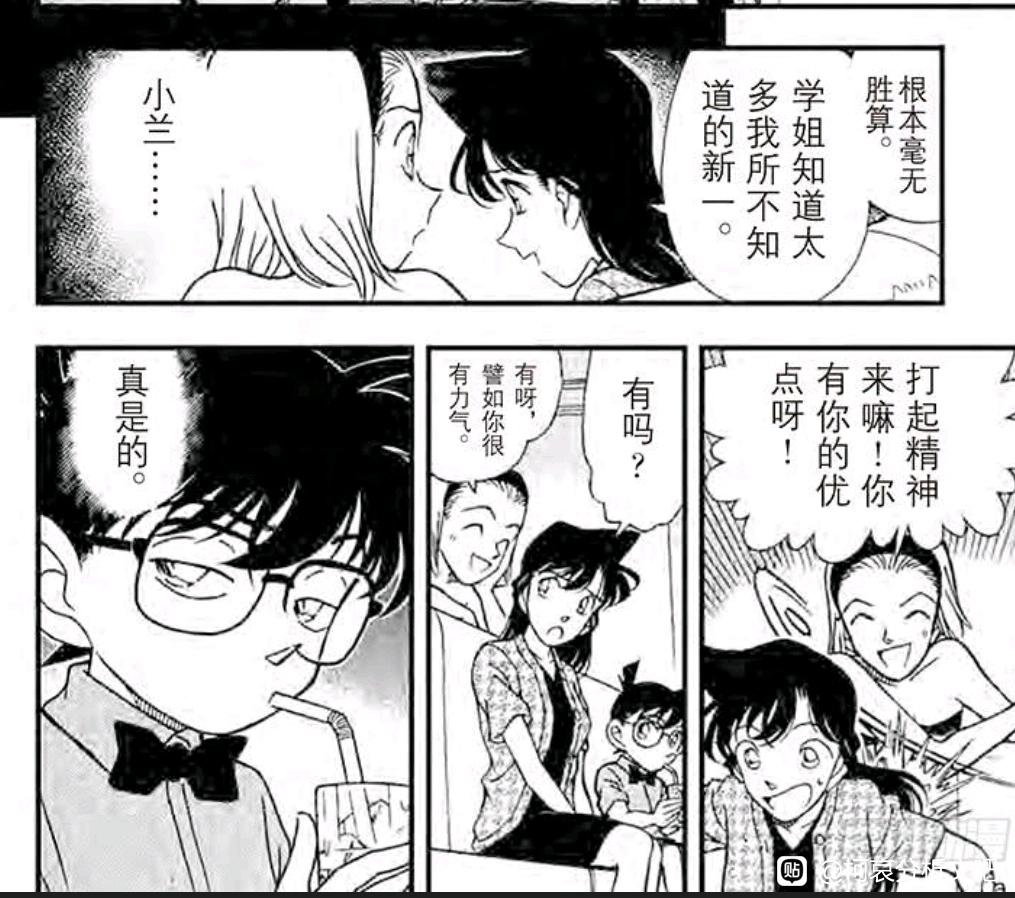 根本毫无
胜算。
学姐知道太
多我所不知
道的新一。
小兰……
打起精神
来嘛！你
有你的优
点呀！
有吗？
有呀，
譬如你很
有力气。
真是的。
贴